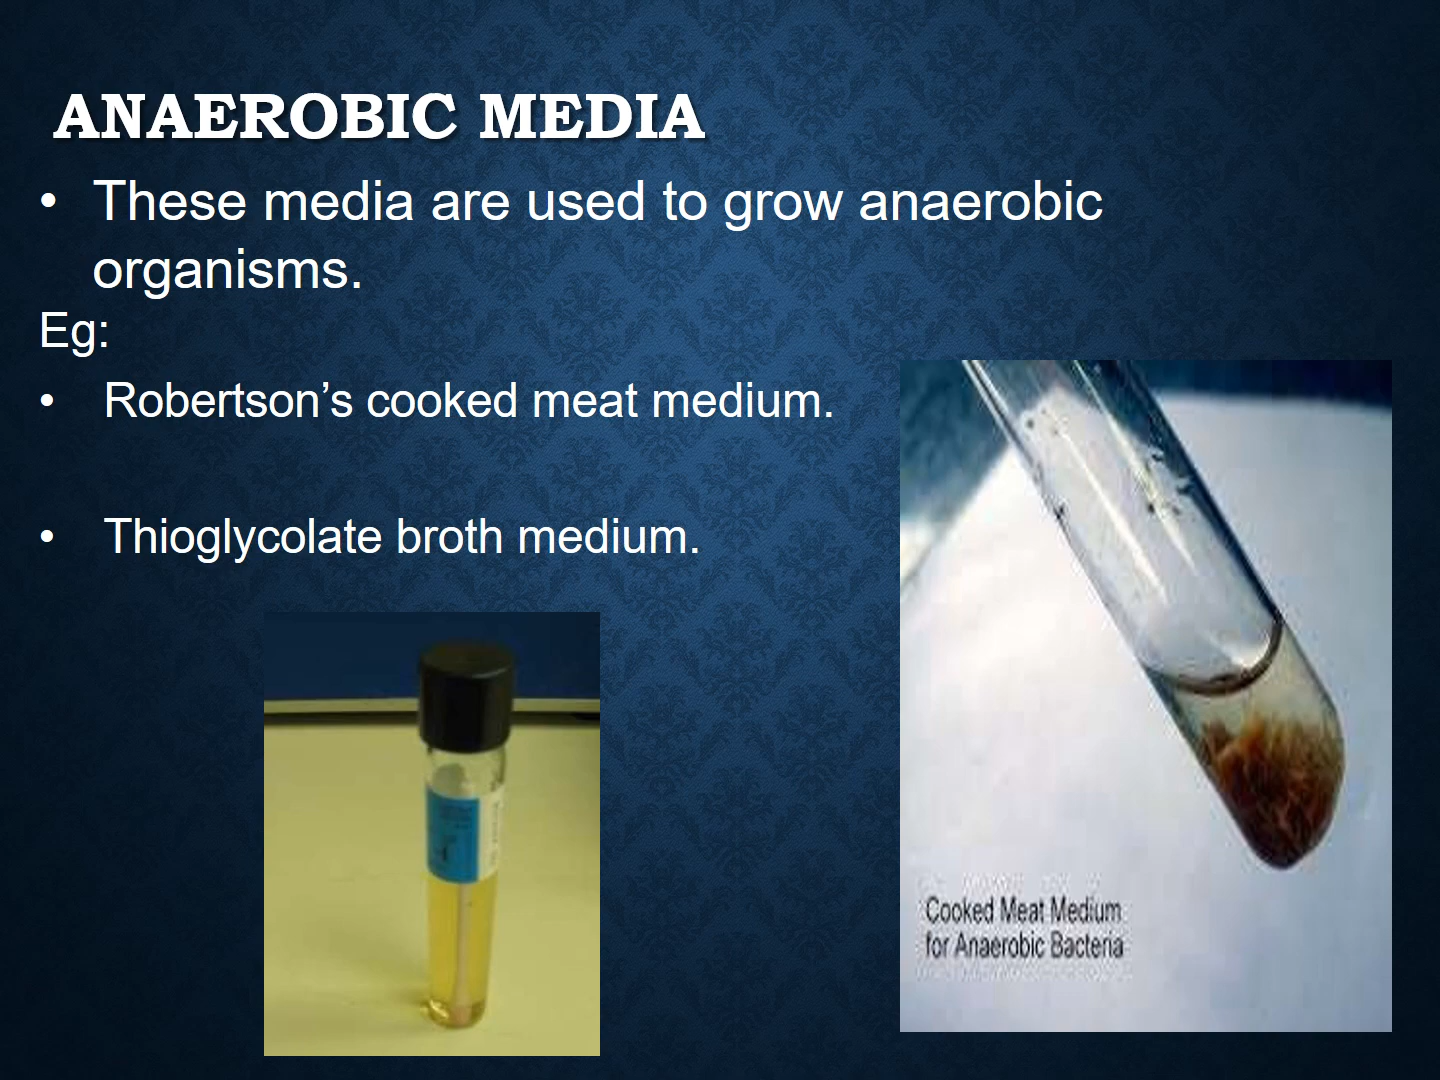 ANAEROBIC MEDIA
• These media are used to grow anaerobic
organisms.
Eg:
• Robertson’s cooked meat medium.
• Thioglycolate broth medium.
Cooked Meat Medium
for Anaerobic Bacteria